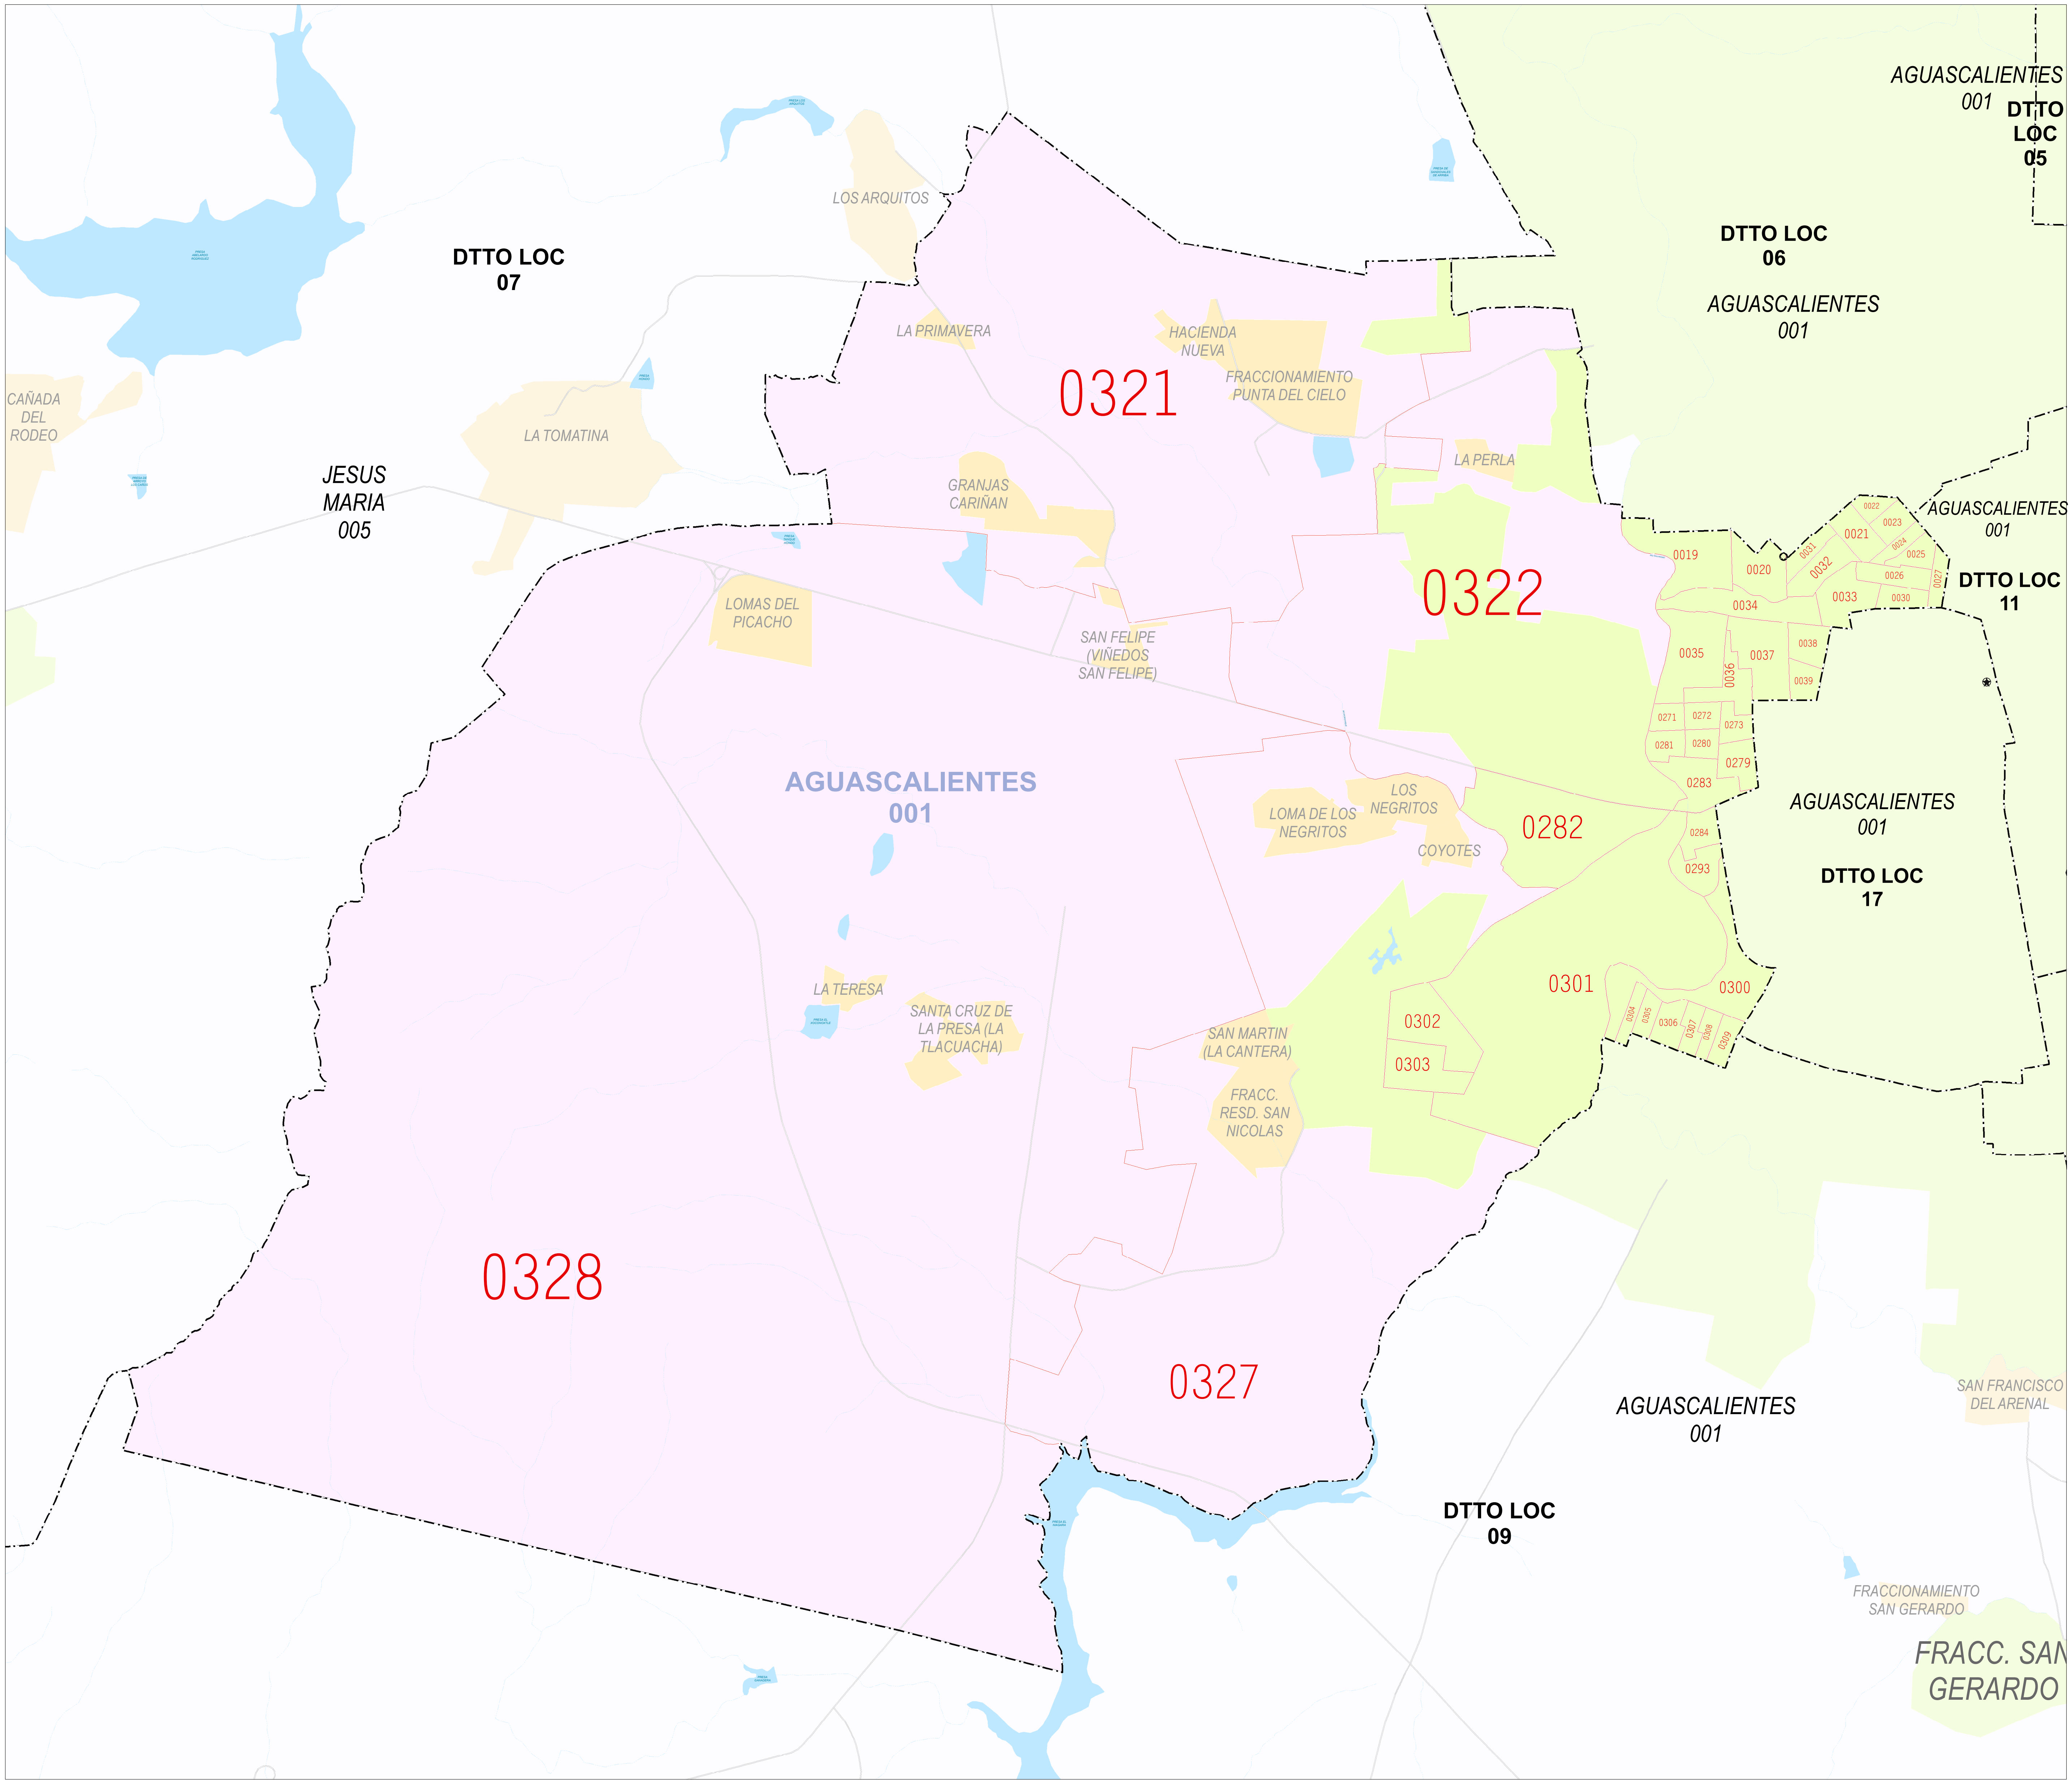 AGUASCALIENTES
001
DTTO
LOC
05
LOS ARQUITOS
DTTO LOC
07
DTTO LOC
06
AGUASCALIENTES
001
LA PRIMAVERA
HACIENDA
NUEVA
FRACCIONAMIENTO
PUNTA DEL CIELO
0321
CAÑADA
DEL
RODEO
LA TOMATINA
JESUS
MARIA
005
GRANJAS
CARIÑAN
LA PERLA
AGUASCALIENTES
001
DTTO LOC
11
0022
0023
0021
0024
0025
0031
0032
0026
0027
0019
0020
0033
0030
0034
0322
LOMAS DEL
PICACHO
SAN FELIPE
(VIÑEDOS
SAN FELIPE)
0035
0036
0037
0038
0039
0271
0272
0273
0281
0280
0279
0283
AGUASCALIENTES
001
LOS
NEGRITOS
LOMA DE LOS
NEGRITOS
COYOTES
0282
0284
0293
AGUASCALIENTES
001
DTTO LOC
17
LA TERESA
SANTA CRUZ DE
LA PRESA (LA
TLACUACHA)
SAN MARTIN
(LA CANTERA)
FRACC.
RESD. SAN
NICOLAS
0301
0300
0302
0303
0304
0305
0306
0307
0308
0309
0328
0327
AGUASCALIENTES
001
SAN FRANCISCO
DEL ARENAL
DTTO LOC
09
FRACCIONAMIENTO
SAN GERARDO
FRACC. SAN
GERARDO